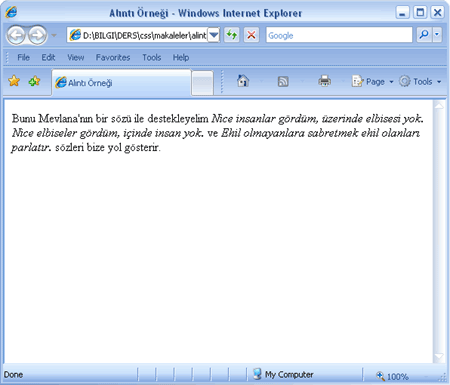 Alıntı Örneği - Windows Internet Explorer
D:\BILGI\DERS\css\makaleler\alint
Google
File Edit View Favorites Tools Help
Alıntı Örneği
Page Tools
Bunu Mevlana'nın bir sözü ile destekleyelim Nice insanlar gördüm, üzerinde elbisesi yok.
Nice elbiseler gördüm, içinde insan yok. ve Ehil olmayanlara sabretmek ehil olanları
parlatır. sözleri bize yol gösterir.
Done My Computer 100%